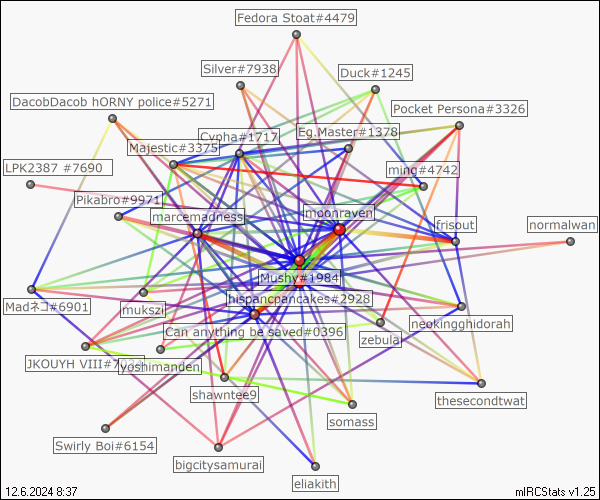 Fedora Stoat#4479
Silver#7938
Duck#1245
DacobDacob hORNY police#5271
Pocket Persona#3326
Cypha#1717
Eg.Master#1378
Majestic#3375
LPK2387 #7690
ming#4742
Pikabro#9971
marcemadness
moonraven
frisout
normalwan
Mushy#1984
Madネコ#6901
mukszi
hispancpancakes#2928
neokingghidorah
Can anything be saved#0396
zebula
JKOUYH VIII#
yoshimanden
shawntee9
thesecondtwat
somass
Swirly Boi#6154
bigcitysamurai
eliakith
12.6.2024 8:37
mIRCStats v1.25